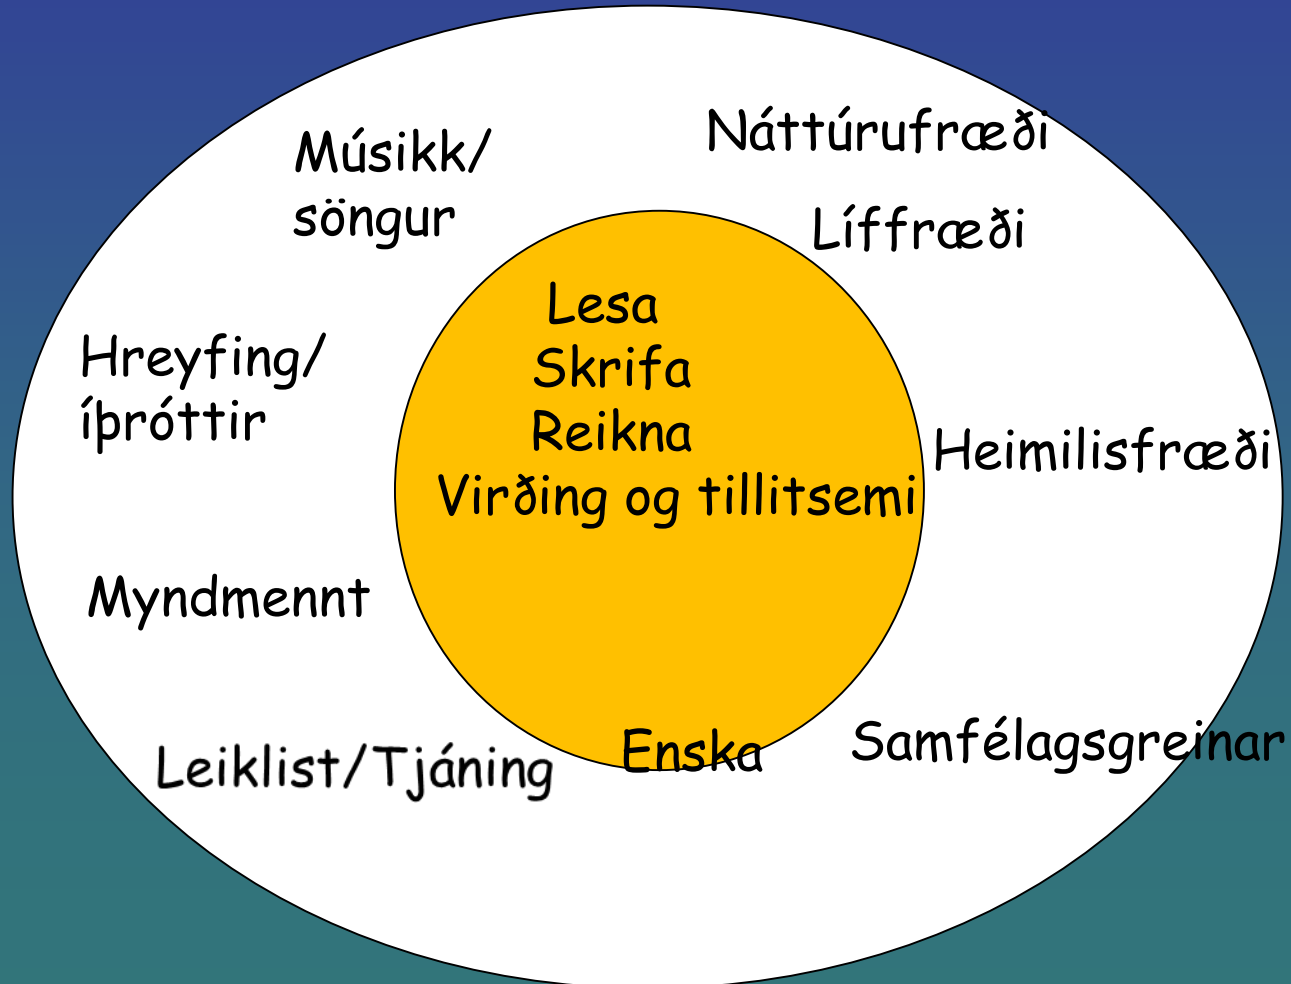 Músikk/
söngur
Náttúrufræði
Líffræði
Lesa
Skrifa
Reikna
Virðing og tillitsemi
Hreyfing/
íþróttir
Heimilisfræði
Myndmennt
Leiklist/Tjáning
Enska
Samfélagsgreinar